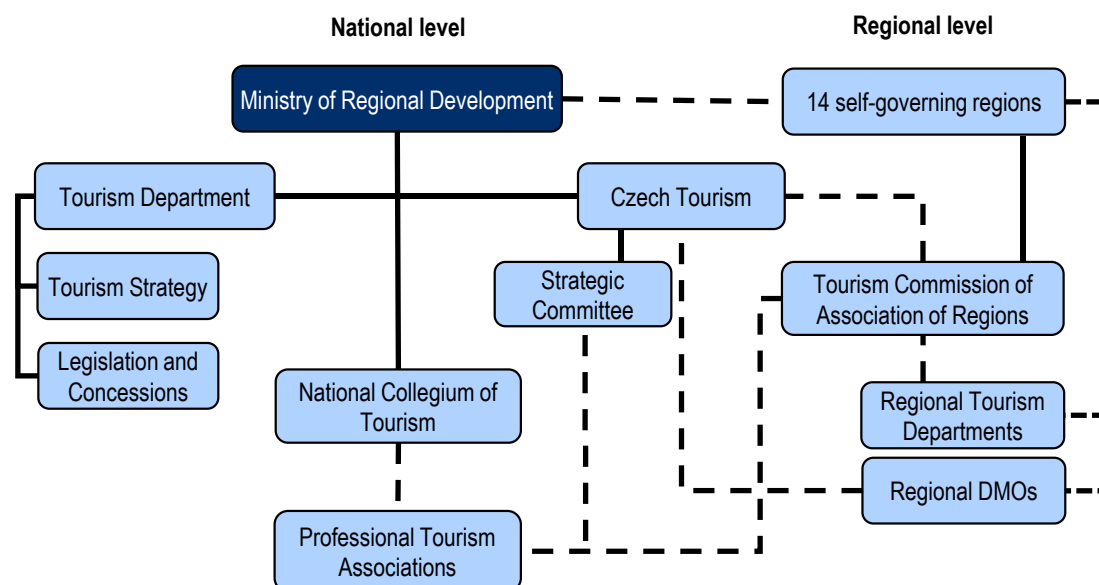 National level
Regional level
Ministry of Regional Development
14 self-governing regions
Tourism Department
Czech Tourism
Tourism Strategy
Strategic
Committee
Tourism Commission of
Association of Regions
Legislation and
Concessions
National Collegium of
Tourism
Regional Tourism
Departments
Regional DMOs
Professional Tourism
Associations